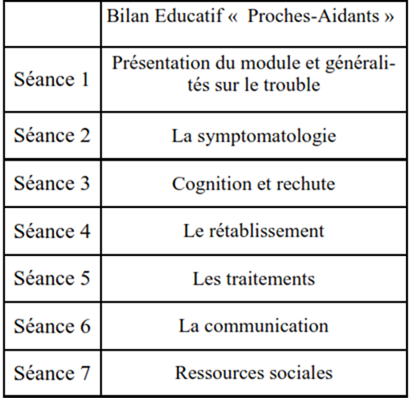 Bilan Educatif « Proches-Aidants »
Séance 1
Présentation du module et générali-
tés sur le trouble
Séance 2
La symptomatologie
Séance 3
Cognition et rechute
Séance 4
Le rétablissement
Séance 5
Les traitements
Séance 6
La communication
Séance 7
Ressources sociales